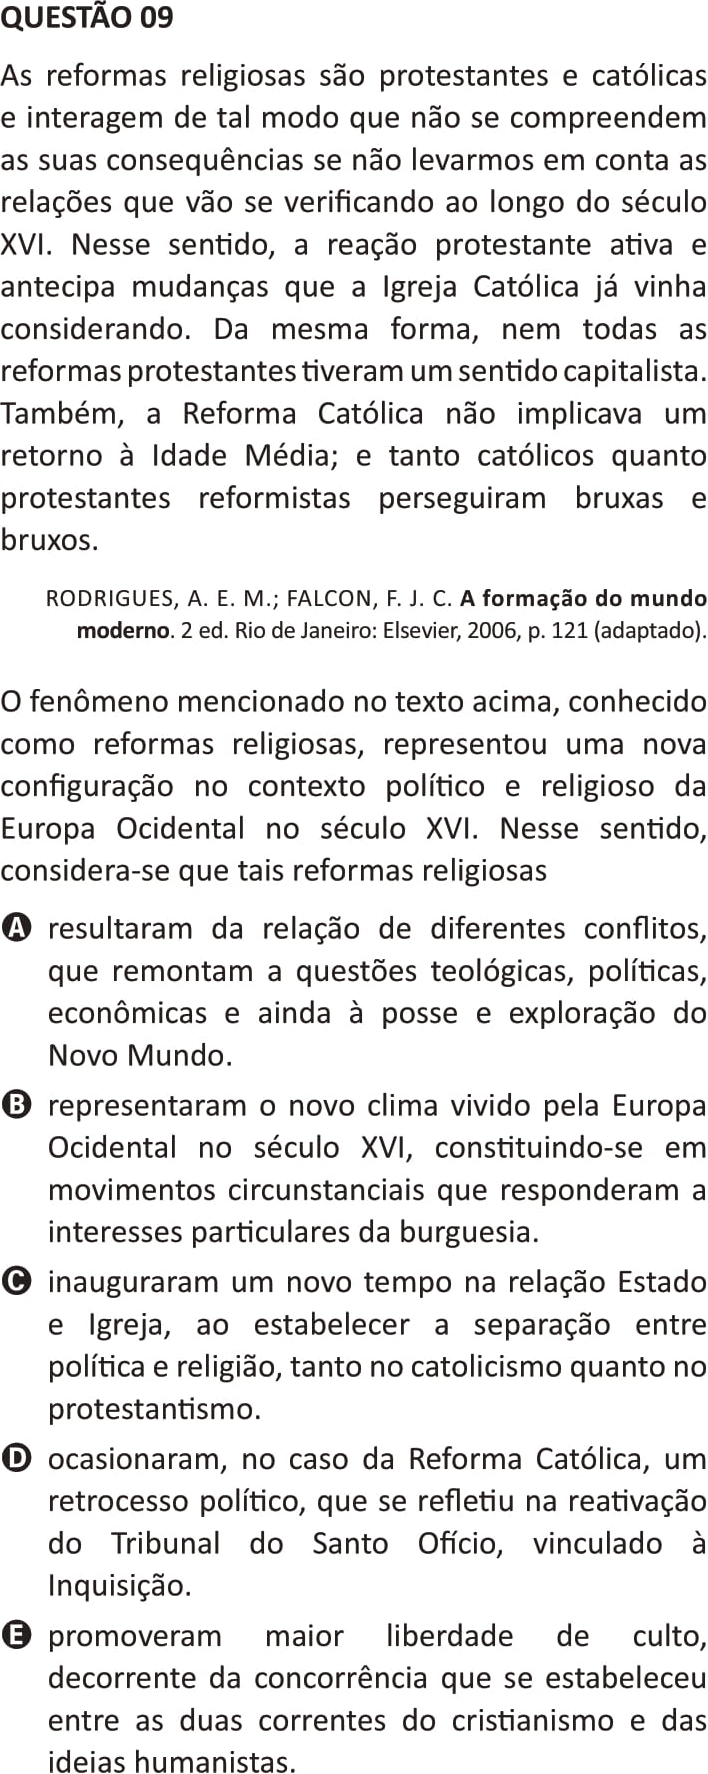 QUESTÃO 09
As reformas religiosas são protestantes e católicas
e interagem de tal modo que não se compreendem
as suas consequências se não levarmos em conta as
relações que vão se verificando ao longo do século
XVI. Nesse sentido, a reação protestante ativa e
antecipa mudanças que a Igreja Católica já vinha
considerando. Da mesma forma, nem todas as
reformas protestantes tiveram um sentido capitalista.
Também, a Reforma Católica não implicava um
retorno à Idade Média; e tanto católicos quanto
protestantes reformistas perseguiram bruxas e
bruxos.
RODRIGUES, A. E. M.; FALCON, F. J. C. A formação do mundo
moderno. 2 ed. Rio de Janeiro: Elsevier, 2006, p. 121 (adaptado).
O fenômeno mencionado no texto acima, conhecido
como reformas religiosas, representou uma nova
configuração no contexto político e religioso da
Europa Ocidental no século XVI. Nesse sentido,
considera-se que tais reformas religiosas
A resultaram da relação de diferentes conflitos,
que remontam a questões teológicas, políticas,
econômicas e ainda à posse e exploração do
Novo Mundo.
B representaram o novo clima vivido pela Europa
Ocidental no século XVI, constituindo-se em
movimentos circunstanciais que responderam a
interesses particulares da burguesia.
C inauguraram um novo tempo na relação Estado
e Igreja, ao estabelecer a separação entre
política e religião, tanto no catolicismo quanto no
protestantismo.
D ocasionaram, no caso da Reforma Católica, um
retrocesso político, que se refletiu na reativação
do Tribunal do Santo Ofício, vinculado à
Inquisição.
E promoveram maior liberdade de culto,
decorrente da concorrência que se estabeleceu
entre as duas correntes do cristianismo e das
ideias humanistas.